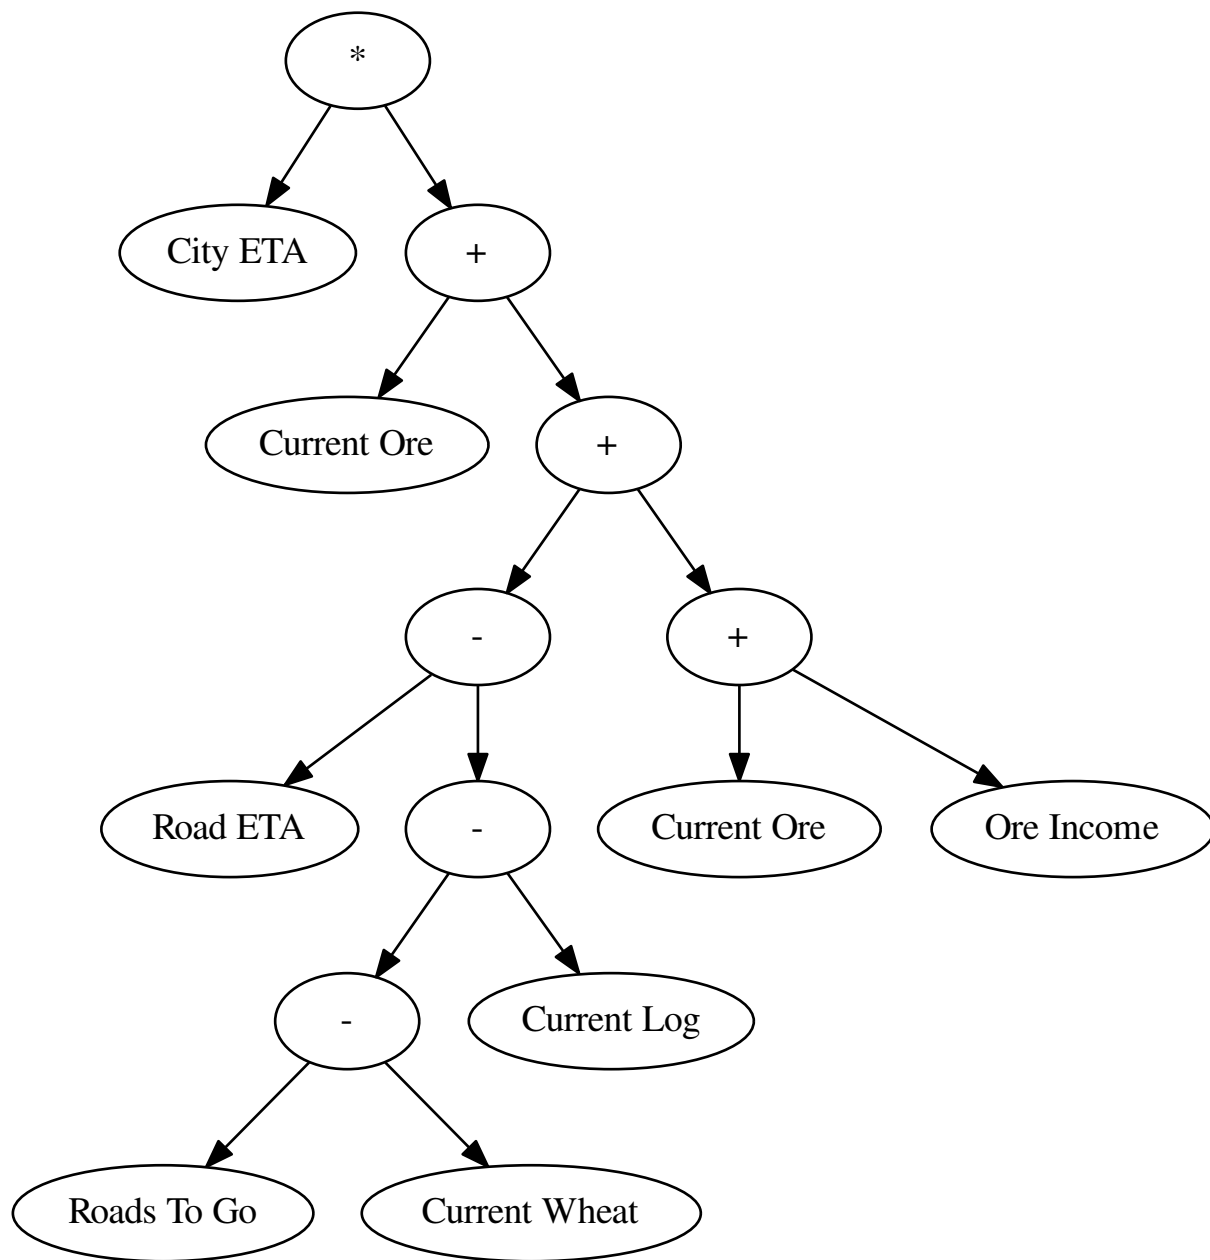 *
City ETA
+
Current Ore
+
-
+
Road ETA
-
Current Ore
Ore Income
-
Current Log
Roads To Go
Current Wheat